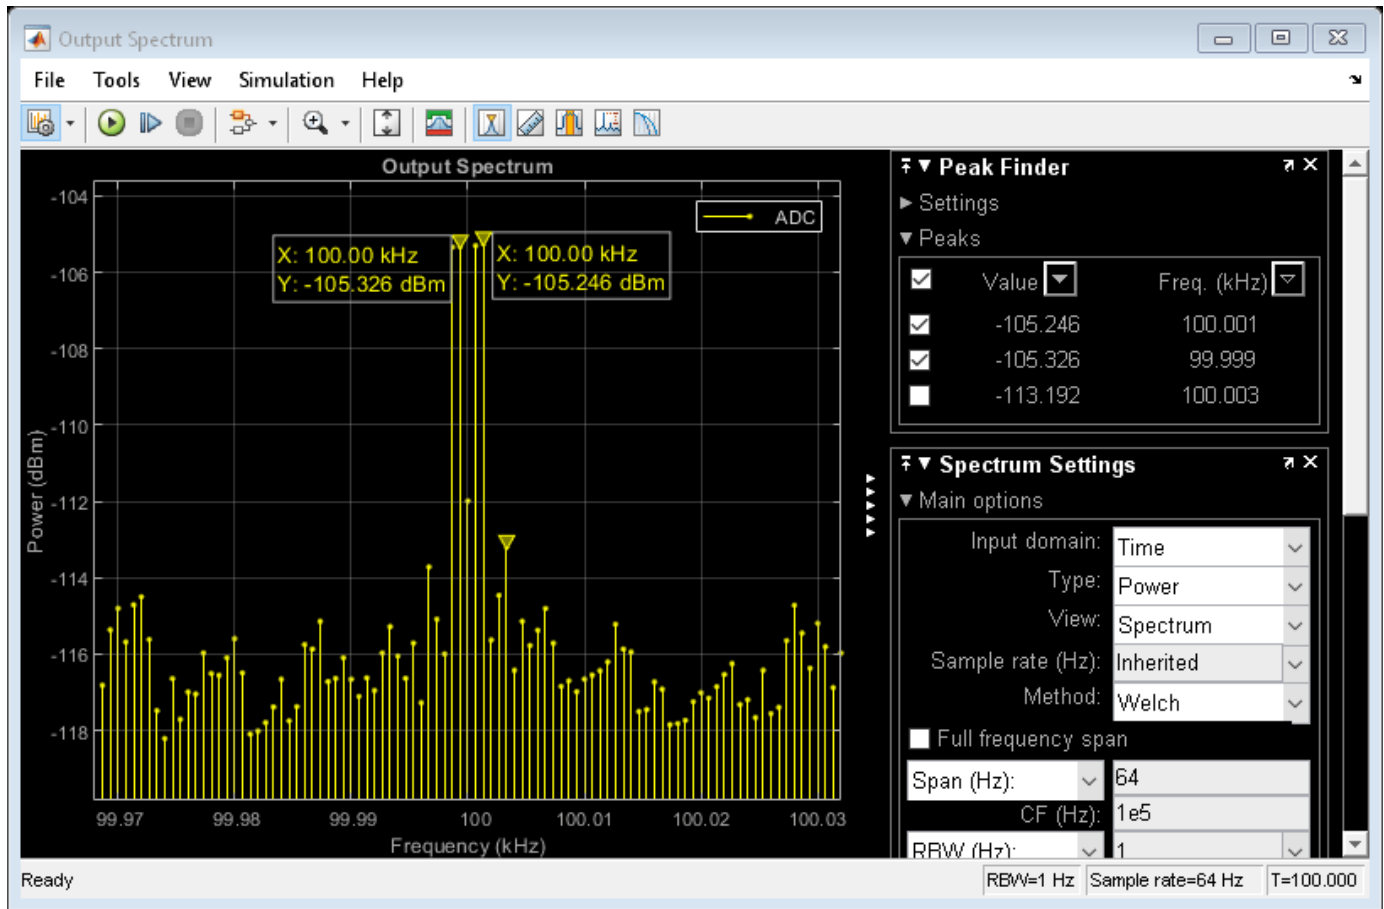 Output Spectrum
File Tools View Simulation Help
Output Spectrum
ADC
X: 100.00 kHz
Y: -105.326 dBm
X: 100.00 kHz
Y: -105.246 dBm
-104
-106
-108
-110
-112
-114
-116
-118
Power (dBm)
99.97 99.98 99.99 100 100.01 100.02 100.03
Frequency (kHz)
Peak Finder
Settings
Peaks
Value Freq. (kHz)
-105.246 100.001
-105.326 99.999
-113.192 100.003
Spectrum Settings
Main options
Input domain: Time
Type: Power
View: Spectrum
Sample rate (Hz): Inherited
Method: Welch
Full frequency span
Span (Hz): 64
CF (Hz): 1e5
RBW (Hz): 1
Ready RBW=1 Hz Sample rate=64 Hz T=100.000